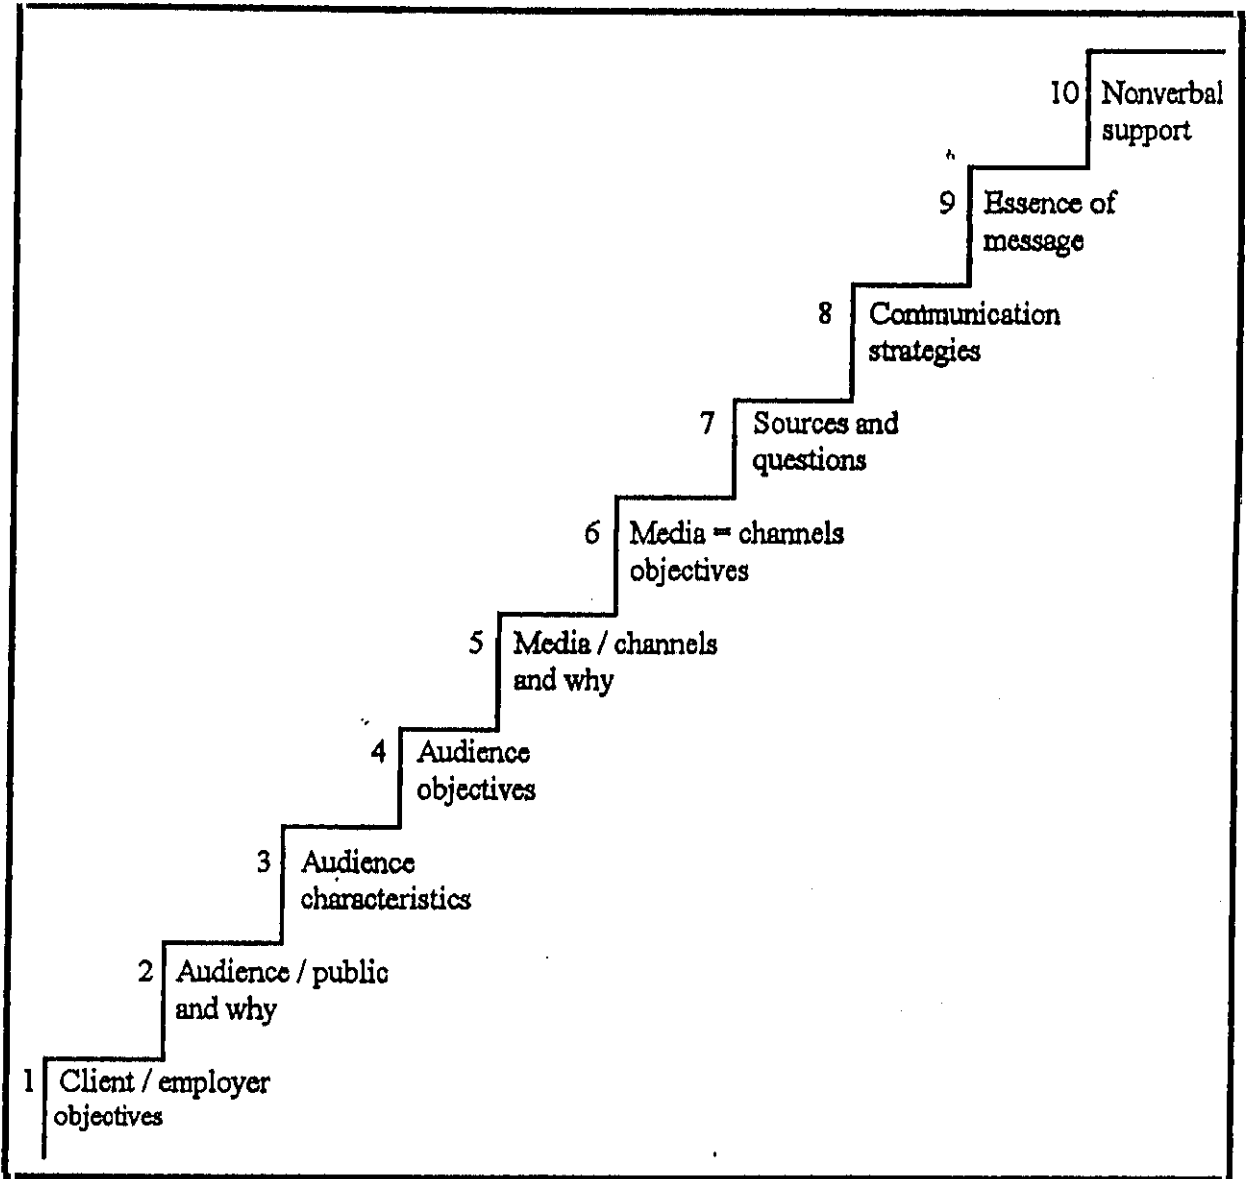 10 Nonverbal
support
9 Essence of
message
8 Communication
strategies
7 Sources and
questions
6 Media = channels
objectives
5 Media / channels
and why
4 Audience
objectives
3 Audience
characteristics
2 Audience / public
and why
1 Client / employer
objectives